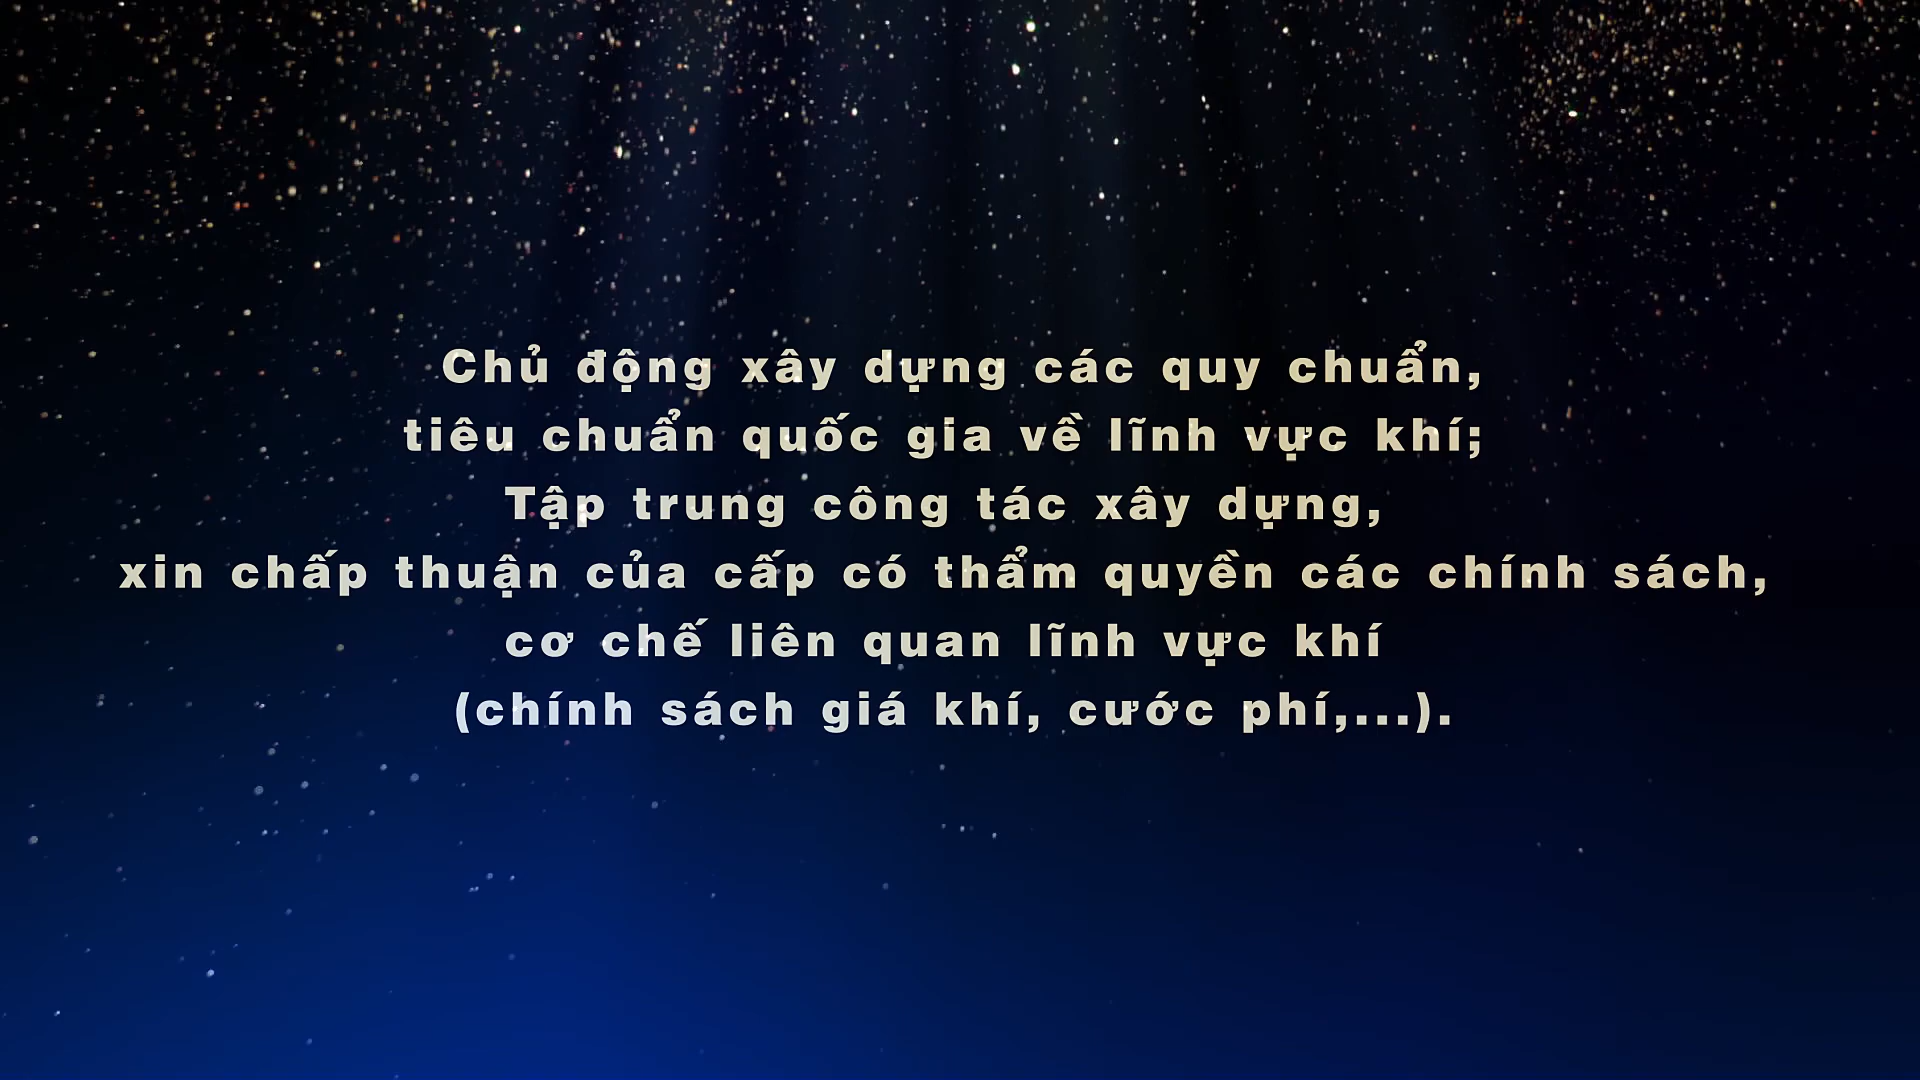 Chủ động xây dựng các quy chuẩn,
tiêu chuẩn quốc gia về lĩnh vực khí;
Tập trung công tác xây dựng,
xin chấp thuận của cấp có thẩm quyền các chính sách,
cơ chế liên quan lĩnh vực khí
(chính sách giá khí, cước phí,...).